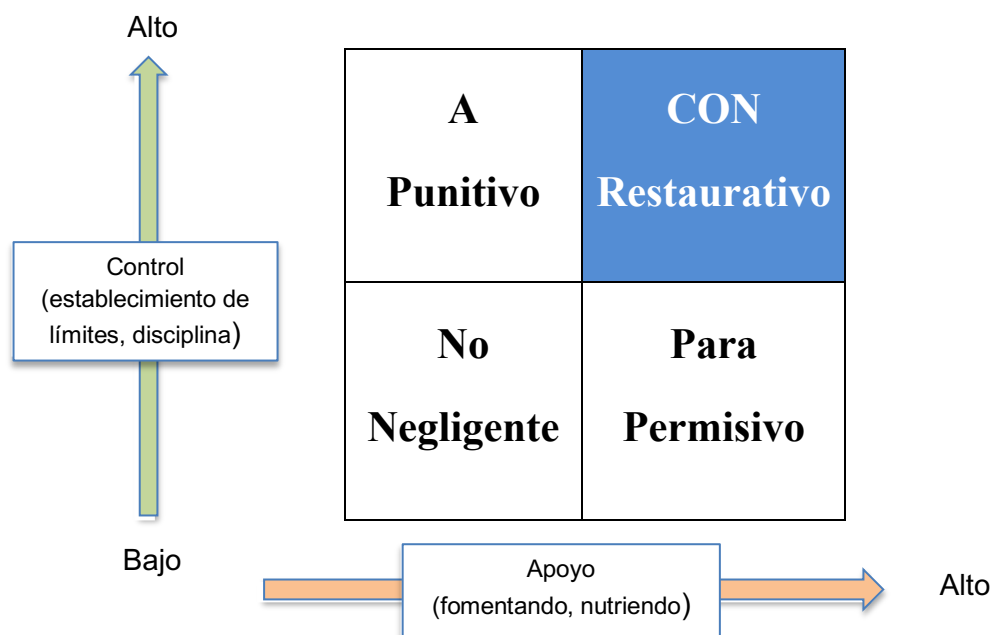 Alto
A
Punitivo
CON
Restaurativo
Control
(establecimiento de
límites, disciplina)
No
Negligente
Para
Permisivo
Bajo
Apoyo
(fomentando, nutriendo)
Alto